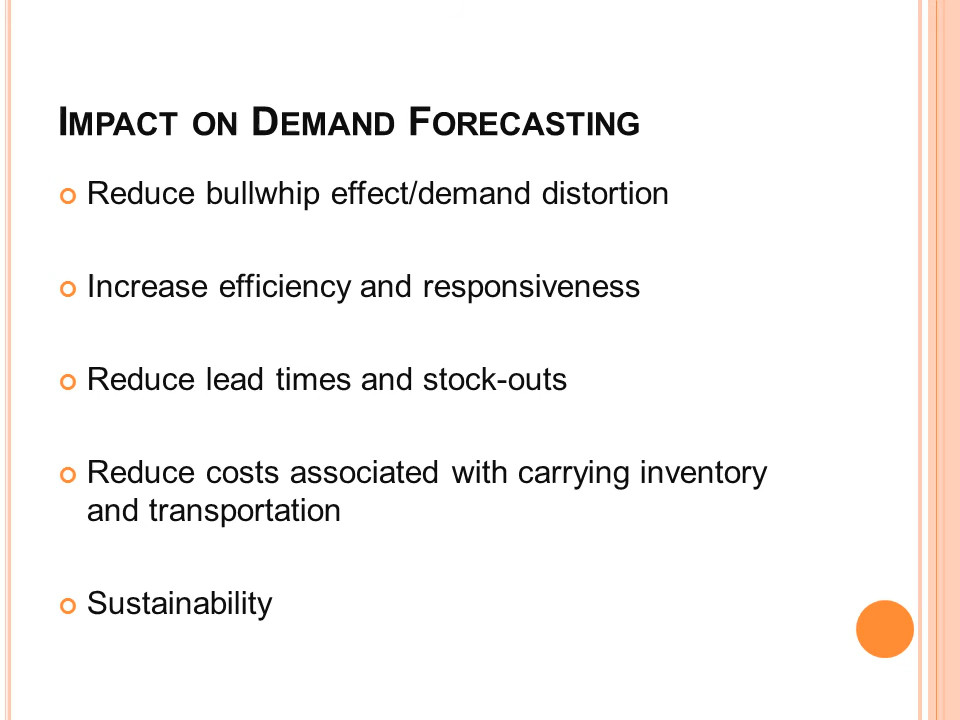 IMPACT ON DEMAND FORECASTING
Reduce bullwhip effect/demand distortion
Increase efficiency and responsiveness
Reduce lead times and stock-outs
Reduce costs associated with carrying inventory
and transportation
Sustainability